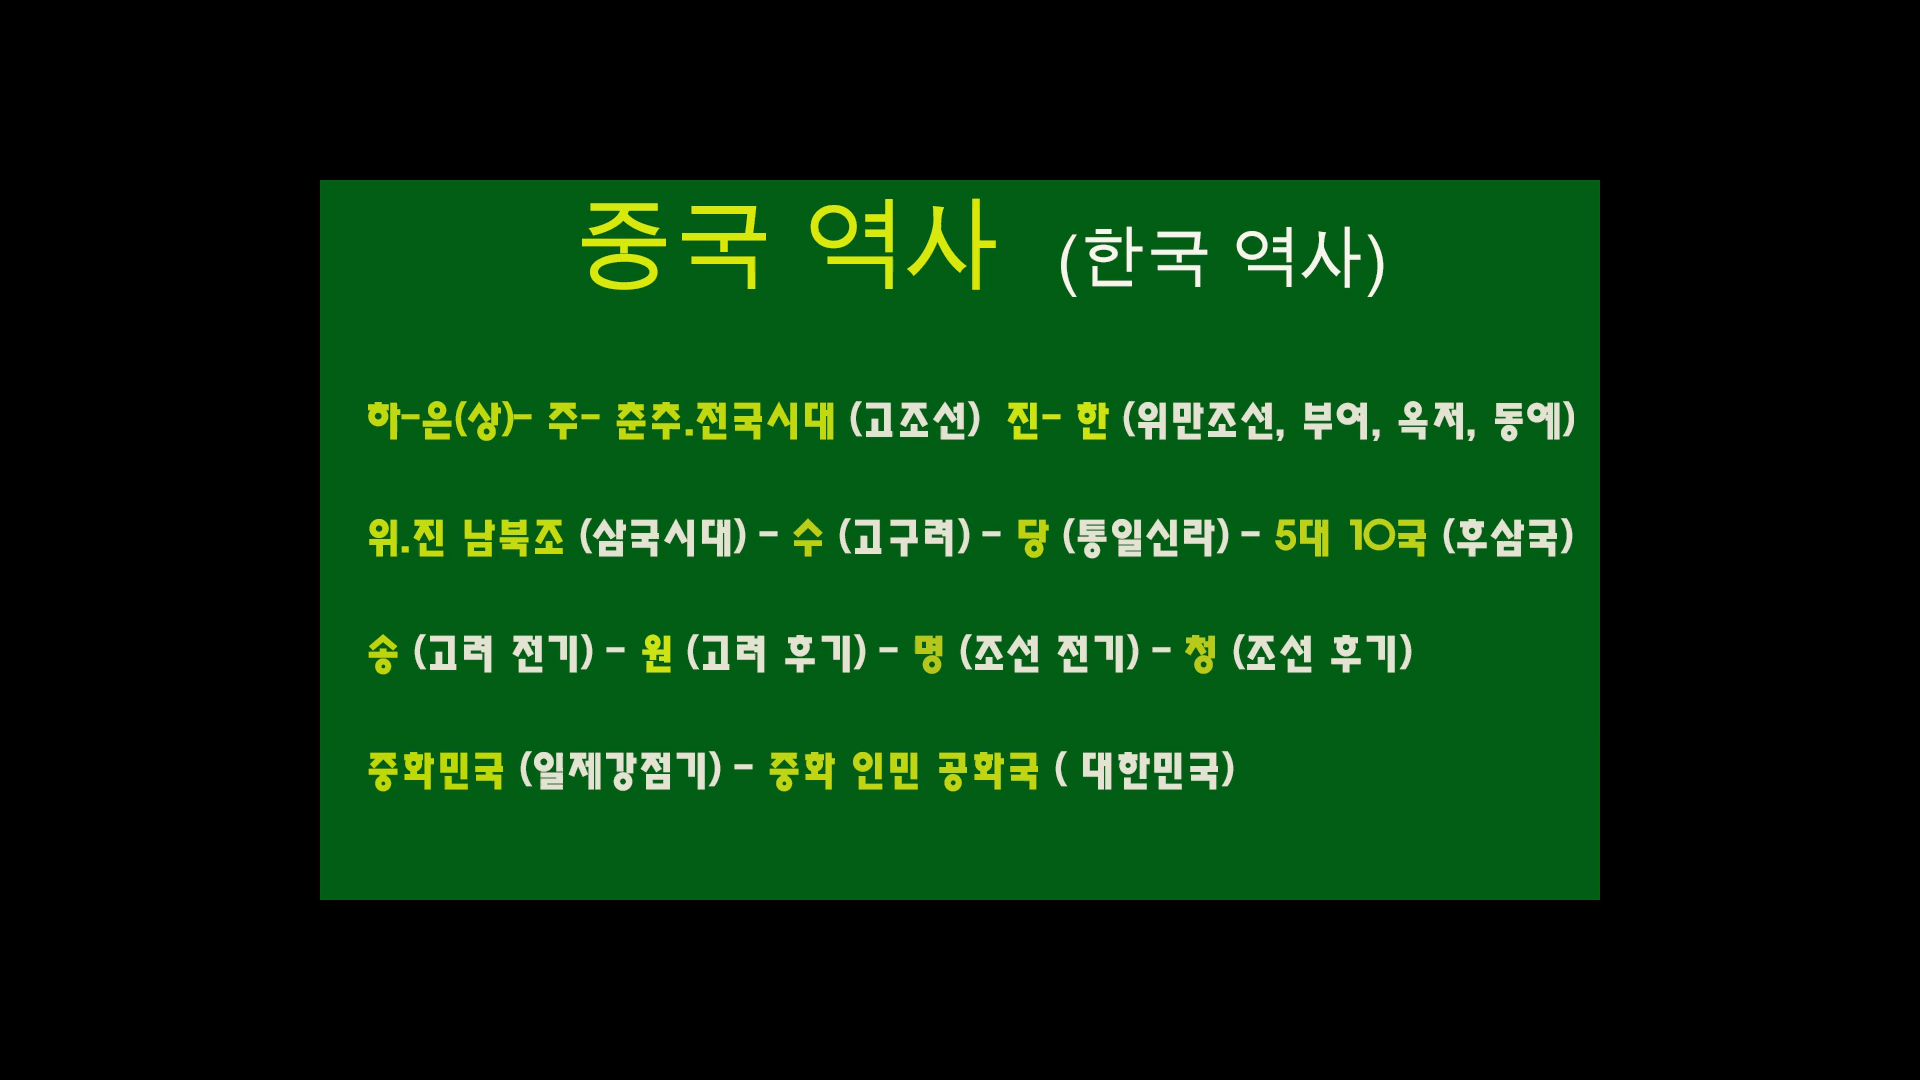 중국 역사 (한국 역사)
하-은(상)- 주- 춘추.전국시대 (고조선) 진- 한 (위만조선, 부여, 옥저, 동예)
위.진 남북조 (삼국시대) - 수 (고구려) - 당 (통일신라) - 5대 10국 (후삼국)
송 (고려 전기) - 원 (고려 후기) - 명 (조선 전기) - 청 (조선 후기)
중화민국 (일제강점기) - 중화 인민 공화국 ( 대한민국)